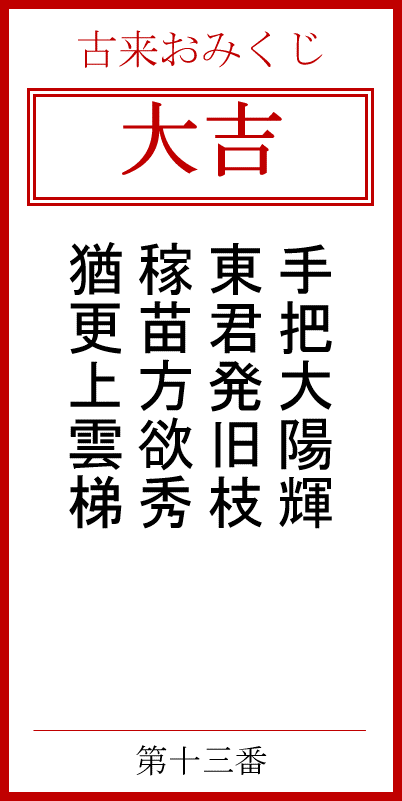 古来おみくじ
大吉
手把大陽輝
東君発旧枝
稼苗方欲秀
猶更上雲梯
第十三番